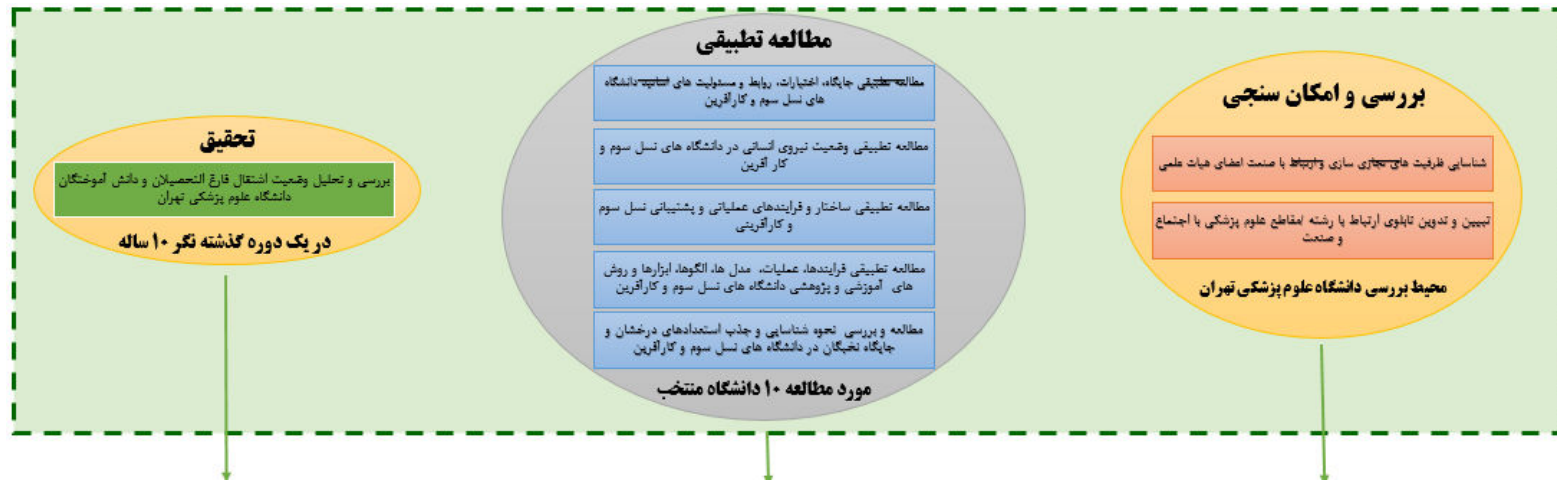 بررسی و امکان سنجی
شناسایی ظرفیت های تجاری سازی و ارتباط با صنعت اعضای هیات علمی
تبیین و تدوین تابلوی ارتباط با رشته /مقاطع علوم پزشکی با اجتماع
و صنعت
محیط بررسی دانشگاه علوم پزشکی تهران
مطالعه تطبیقی
مطالعه تطبیقی جایگاه، اختیارات، روابط و مسئولیت های اساتید دانشگاه
های نسل سوم و کارآفرین
مطالعه تطبیقی وضعیت نیروی انسانی در دانشگاه های نسل سوم و
کار آفرین
مطالعه تطبیقی ساختار و فرایندهای عملیاتی و پشتیبانی نسل سوم
و کارآفرینی
مطالعه تطبیقی فرایندها، عملیات، مدل ها، الگوها، ابزارها و روش
های آموزشی و پژوهشی دانشگاه های نسل سوم و کارآفرین
مطالعه و بررسی نحوه شناسایی و جذب استعدادهای درخشان و
جایگاه نخبگان در دانشگاه های نسل سوم و کارآفرین
مورد مطالعه ۱۰ دانشگاه منتخب
تحقیق
بررسی و تحلیل وضعیت اشتغال فارغ التحصیلان و دانش آموختگان
دانشگاه علوم پزشکی تهران
در یک دوره گذشته نگر ۱۰ ساله